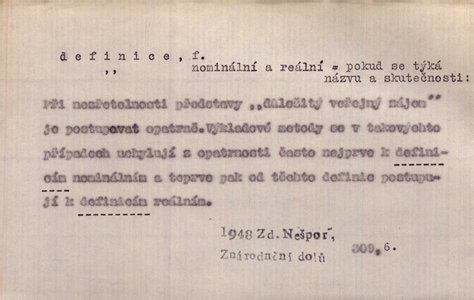 definice, f.
,, nominální a reální = pokud se týká
názvu a skutečnosti:
Při nezřetelnosti představy „důležitý veřejný zájem"
je postupovat opatrně. Výkladové metody se v takovýchto
případech uchylují z opatrnosti často nejprve k defini-
cím nominálním a teprve pak od těchto definic postupu-
jí k definicím reálním.
1948 Zd. Nešpor,
Znárodnění dolů 309, 6.